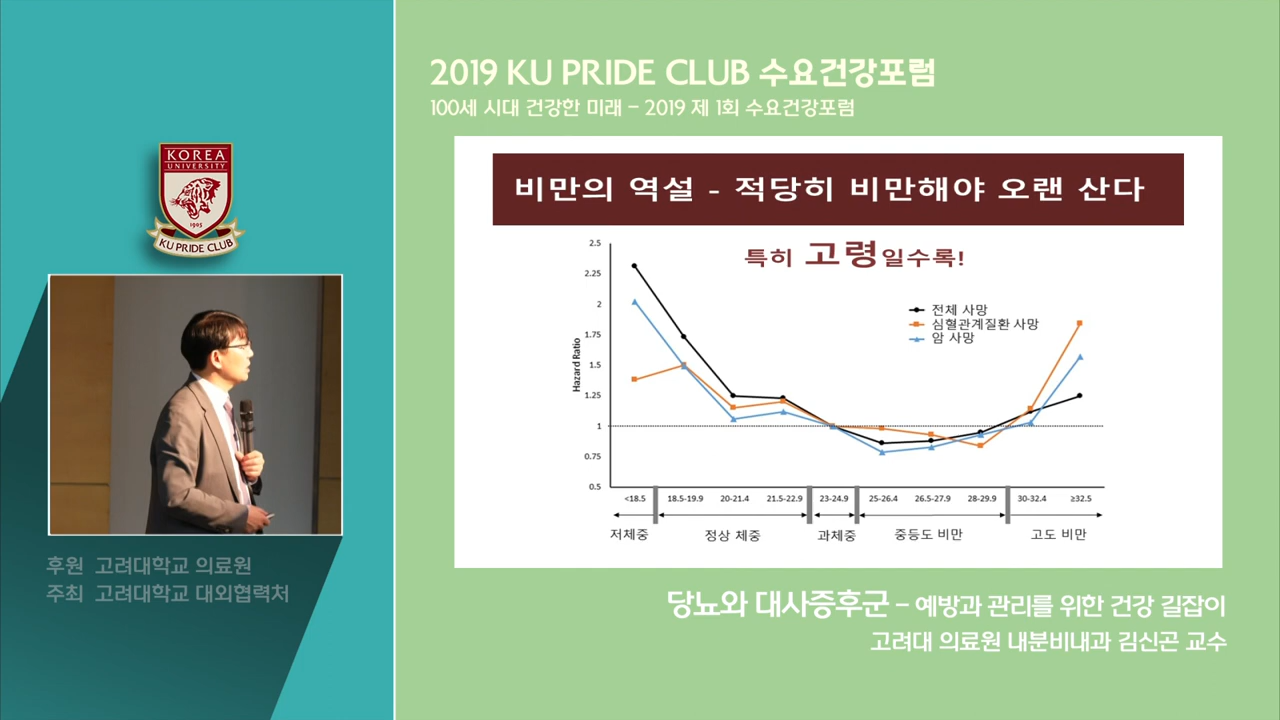 2019 KU PRIDE CLUB 수요건강포럼
100세 시대 건강한 미래 – 2019 제 1회 수요건강포럼
KOREA
UNIVERSITY
1905
KU PRIDE CLUB
비만의 역설 - 적당히 비만해야 오랜 산다
특히 고령일수록!
2.5
2.25
2
1.75
1.5
1.25
1
0.75
0.5
Hazard Ratio
전체 사망
심혈관계질환 사망
암 사망
<18.5 18.5-19.9 20-21.4 21.5-22.9 23-24.9 25-26.4 26.5-27.9 28-29.9 30-32.4 ≥32.5
저체중 정상 체중 과체중 중등도 비만 고도 비만
후원 고려대학교 의료원
주최 고려대학교 대외협력처
당뇨와 대사증후군 – 예방과 관리를 위한 건강 길잡이
고려대 의료원 내분비내과 김신곤 교수